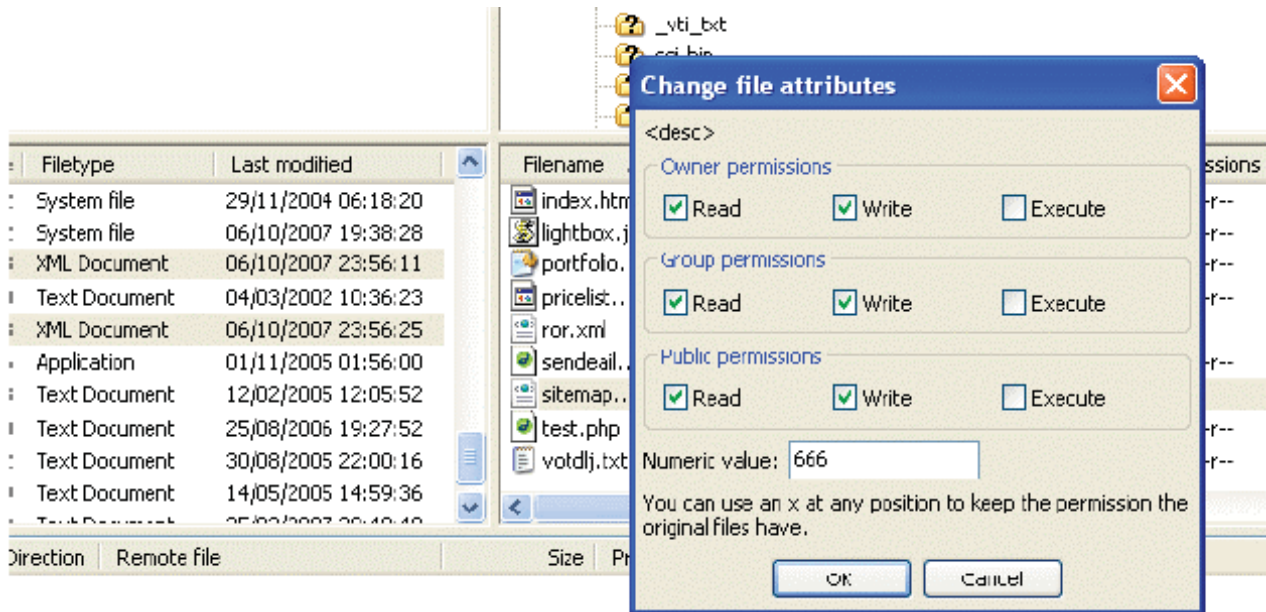 _vti_txt
cgi-bin
Change file attributes
<desc>
Filetype Last modified
System file 29/11/2004 06:18:20
System file 06/10/2007 19:38:28
XML Document 06/10/2007 23:56:11
Text Document 04/03/2002 10:36:23
XML Document 06/10/2007 23:56:25
Application 01/11/2005 01:56:00
Text Document 12/02/2005 12:05:52
Text Document 25/08/2006 19:27:52
Text Document 30/08/2005 22:00:16
Text Document 14/05/2005 14:59:36
Text Document
Filename ssions
index.htm -r--
lightbox.j -r--
portfolio. -r--
pricelist.. -r--
ror.xml -r--
sendeail.. -r--
sitemap.. -r--
test.php -r--
votdlj.txt -r--
Owner permissions
Read Write Execute
Group permissions
Read Write Execute
Public permissions
Read Write Execute
Numeric value: 666
You can use an x at any position to keep the permission the
original files have.
OK Cancel
Direction Remote file Size Pr